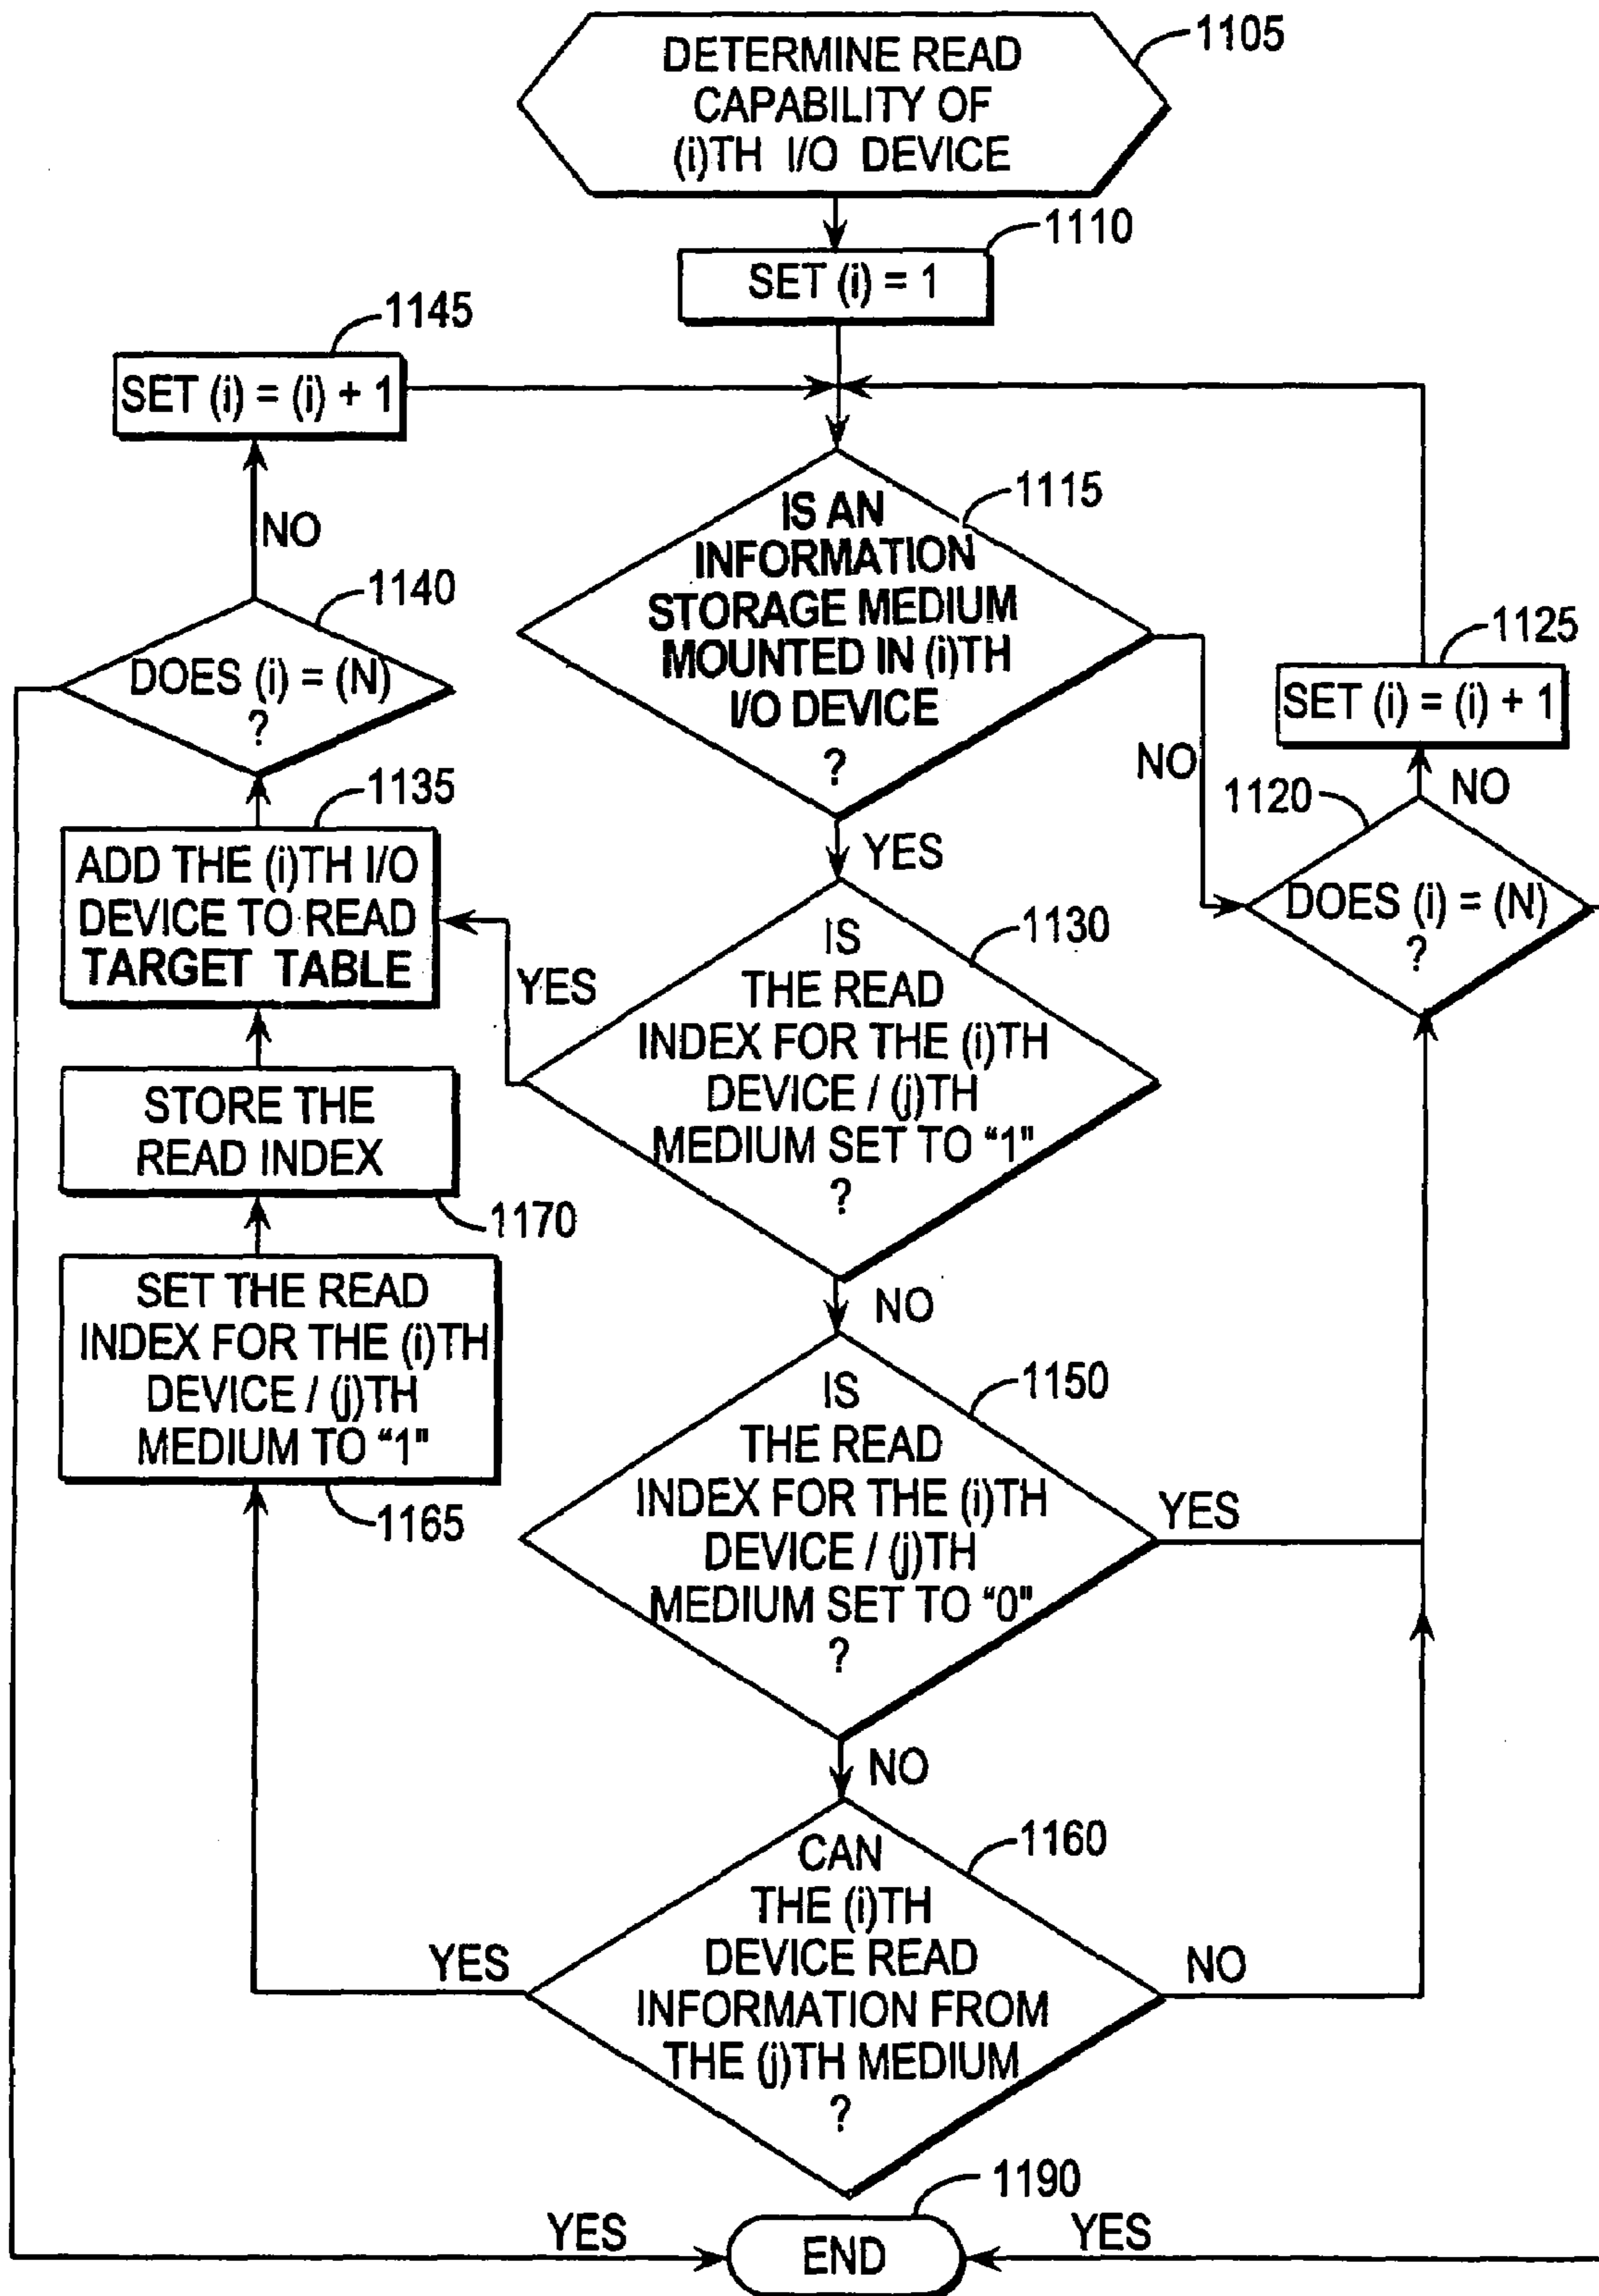 DETERMINE READ
CAPABILITY OF
(i)TH I/O DEVICE
1105
1110
SET (i) = 1
1145
SET (i) = (i) + 1
NO
1140
DOES (i) = (N)
?
IS AN
INFORMATION
STORAGE MEDIUM
MOUNTED IN (i)TH
I/O DEVICE
?
1115
NO
YES
1125
SET (i) = (i) + 1
NO
1120
DOES (i) = (N)
?
1135
ADD THE (i)TH I/O
DEVICE TO READ
TARGET TABLE
YES
IS
THE READ
INDEX FOR THE (i)TH
DEVICE / (j)TH
MEDIUM SET TO “1"
?
1130
NO
STORE THE
READ INDEX
1170
SET THE READ
INDEX FOR THE (i)TH
DEVICE / (j)TH
MEDIUM TO “1"
1165
IS
THE READ
INDEX FOR THE (i)TH
DEVICE / (j)TH
MEDIUM SET TO “0"
?
1150
YES
NO
CAN
THE (i)TH
DEVICE READ
INFORMATION FROM
THE (j)TH MEDIUM
?
1160
YES
NO
1190
YES
END
YES